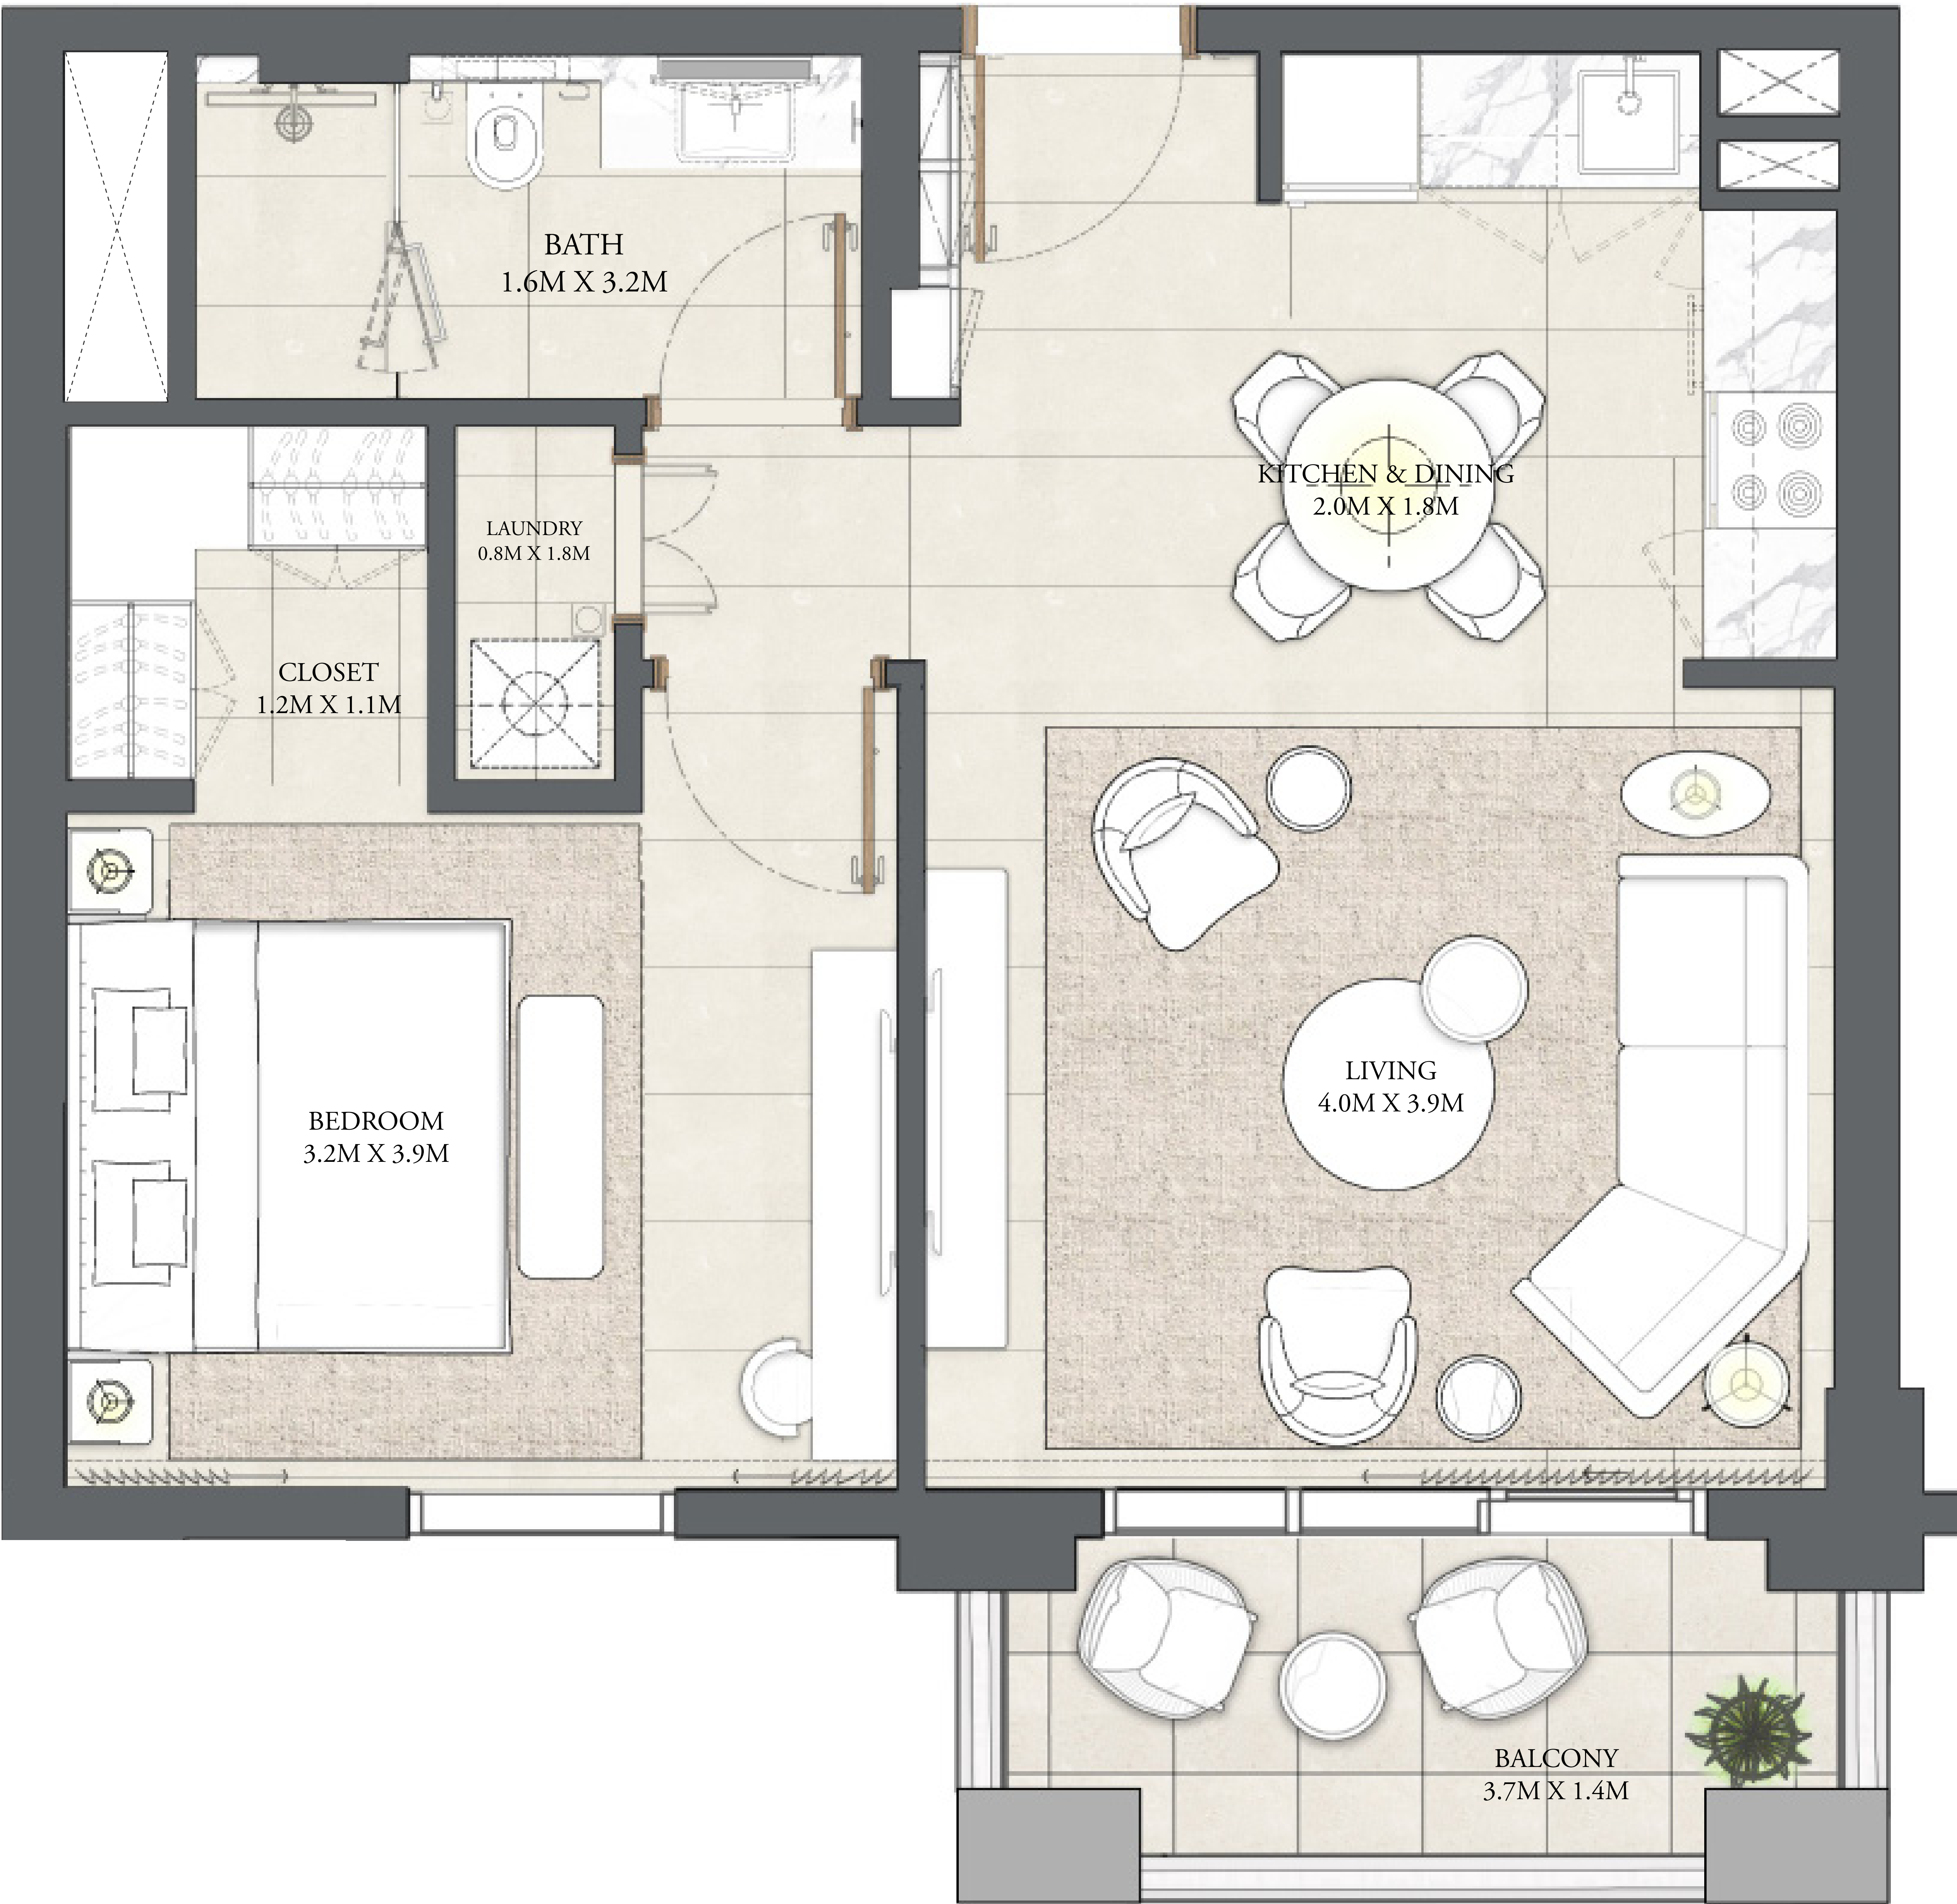 BATH
1.6M X 3.2M
KITCHEN & DINING
2.0M X 1.8M
LAUNDRY
0.8M X 1.8M
CLOSET
1.2M X 1.1M
LIVING
4.0M X 3.9M
BEDROOM
3.2M X 3.9M
BALCONY
3.7M X 1.4M